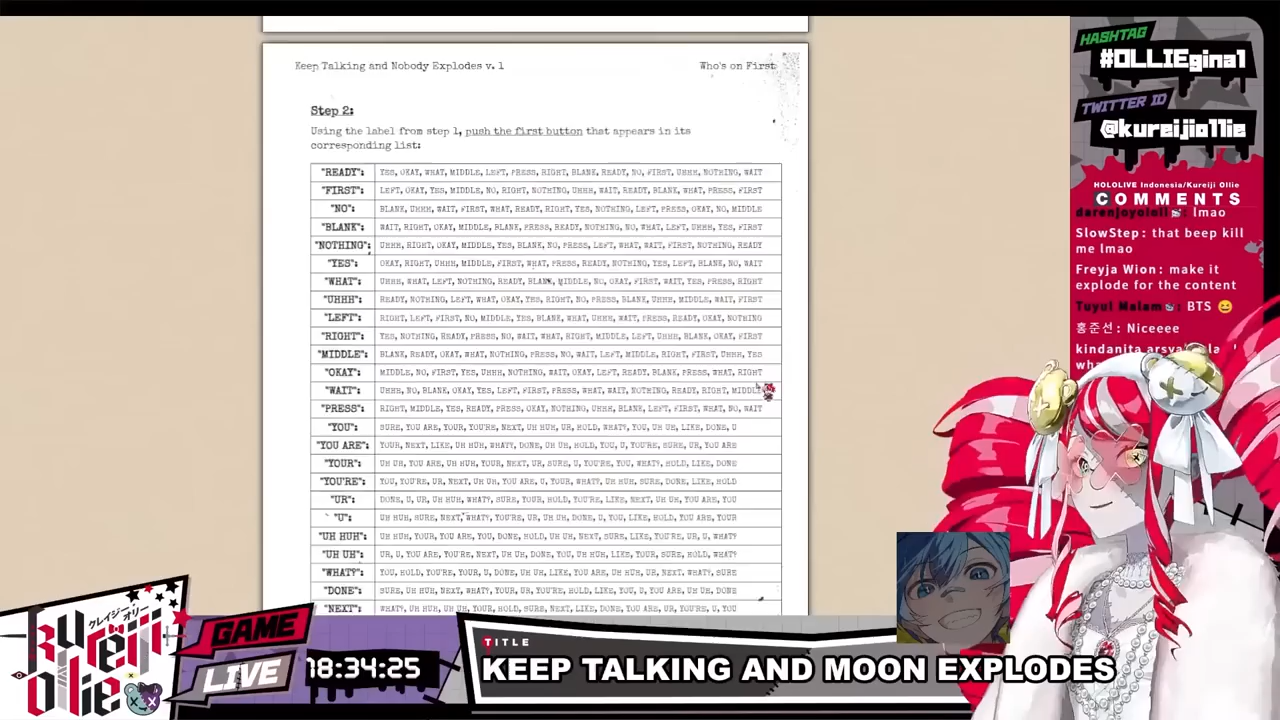 Keep Talking and Nobody Explodes v. 1
Who's on First
Step 2:
Using the label from step 1, push the first button that appears in its
corresponding list:
"READY": YES, OKAY, WHAT, MIDDLE, LEFT, PRESS, RIGHT, BLANK, READY, NO, FIRST, UHHH, NOTHING, WAIT
"FIRST": LEFT, OKAY, YES, MIDDLE, NO, RIGHT, NOTHING, UHHH, WAIT, READY, BLANK, WHAT, PRESS, FIRST
"NO": BLANK, UHHH, WAIT, FIRST, WHAT, READY, RIGHT, YES, NOTHING, LEFT, PRESS, OKAY, NO, MIDDLE
"BLANK": WAIT, RIGHT, OKAY, MIDDLE, BLANK, PRESS, READY, NOTHING, NO, WHAT, LEFT, UHHH, YES, FIRST
"NOTHING": UHHH, RIGHT, OKAY, MIDDLE, YES, BLANK, NO, PRESS, LEFT, WHAT, WAIT, FIRST, NOTHING, READY
"YES": OKAY, RIGHT, UHHH, MIDDLE, FIRST, WHAT, PRESS, READY, NOTHING, YES, LEFT, BLANK, NO, WAIT
"WHAT": UHHH, WHAT, LEFT, NOTHING, READY, BLANK, MIDDLE, NO, OKAY, FIRST, WAIT, YES, PRESS, RIGHT
"UHHH": READY, NOTHING, LEFT, WHAT, OKAY, YES, RIGHT, NO, PRESS, BLANK, UHHH, MIDDLE, WAIT, FIRST
"LEFT": RIGHT, LEFT, FIRST, NO, MIDDLE, YES, BLANK, WHAT, UHHH, WAIT, PRESS, READY, OKAY, NOTHING
"RIGHT": YES, NOTHING, READY, PRESS, NO, WAIT, WHAT, RIGHT, MIDDLE, LEFT, UHHH, BLANK, OKAY, FIRST
"MIDDLE": BLANK, READY, OKAY, WHAT, NOTHING, PRESS, NO, WAIT, LEFT, MIDDLE, RIGHT, FIRST, UHHH, YES
"OKAY": MIDDLE, NO, FIRST, YES, UHHH, NOTHING, WAIT, OKAY, LEFT, READY, BLANK, PRESS, WHAT, RIGHT
"WAIT": UHHH, NO, BLANK, OKAY, YES, LEFT, FIRST, PRESS, WHAT, WAIT, NOTHING, READY, RIGHT, MIDDLE
"PRESS": RIGHT, MIDDLE, YES, READY, PRESS, OKAY, NOTHING, UHHH, BLANK, LEFT, FIRST, WHAT, NO, WAIT
"YOU": SURE, YOU ARE, YOUR, YOU'RE, NEXT, UH HUH, UR, HOLD, WHAT?, YOU, UH UH, LIKE, DONE, U
"YOU ARE": YOUR, NEXT, LIKE, UH HUH, WHAT?, DONE, UH UH, HOLD, YOU, U, YOU'RE, SURE, UR, YOU ARE
"YOUR": UH UH, YOU ARE, UH HUH, YOUR, NEXT, UR, SURE, U, YOU'RE, YOU, WHAT?, HOLD, LIKE, DONE
"YOU'RE": YOU, YOU'RE, UR, NEXT, UH UH, YOU ARE, U, YOUR, WHAT?, UH HUH, SURE, DONE, LIKE, HOLD
"UR": DONE, U, UR, UH HUH, WHAT?, SURE, YOUR, HOLD, YOU'RE, LIKE, NEXT, UH UH, YOU ARE, YOU
"U": UH HUH, SURE, NEXT, WHAT?, YOU'RE, UR, UH UH, DONE, U, YOU, LIKE, HOLD, YOU ARE, YOUR
"UH HUH": UH HUH, YOUR, YOU ARE, YOU, DONE, HOLD, UH UH, NEXT, SURE, LIKE, YOU'RE, UR, U, WHAT?
"UH UH": UR, U, YOU ARE, YOU'RE, NEXT, UH UH, DONE, YOU, UH HUH, LIKE, YOUR, SURE, HOLD, WHAT?
"WHAT?": YOU, HOLD, YOU'RE, YOUR, U, DONE, UH UH, LIKE, YOU ARE, UH HUH, UR, NEXT, WHAT?, SURE
"DONE": SURE, UH HUH, NEXT, WHAT?, YOUR, UR, YOU'RE, HOLD, LIKE, YOU, U, YOU ARE, UH UH, DONE
"NEXT": WHAT?, UH HUH, UH UH, YOUR, HOLD, SURE, NEXT, LIKE, DONE, YOU ARE, UR, YOU'RE, U, YOU
HASHTAG
#OLLIEgina1
TWITTER ID
@kureijiollie
HOLOLIVE Indonesia/Kureiji Ollie
COMMENTS
lmao
SlowStep: that beep kill
me lmao
Freyja Wion: make it
explode for the content
Tuyul Malam: BTS
홍준선: Niceeee
kindanita
クレイジーオリー
kureiji
ollie
GAME
LIVE
18:34:25
TITLE
KEEP TALKING AND MOON EXPLODES